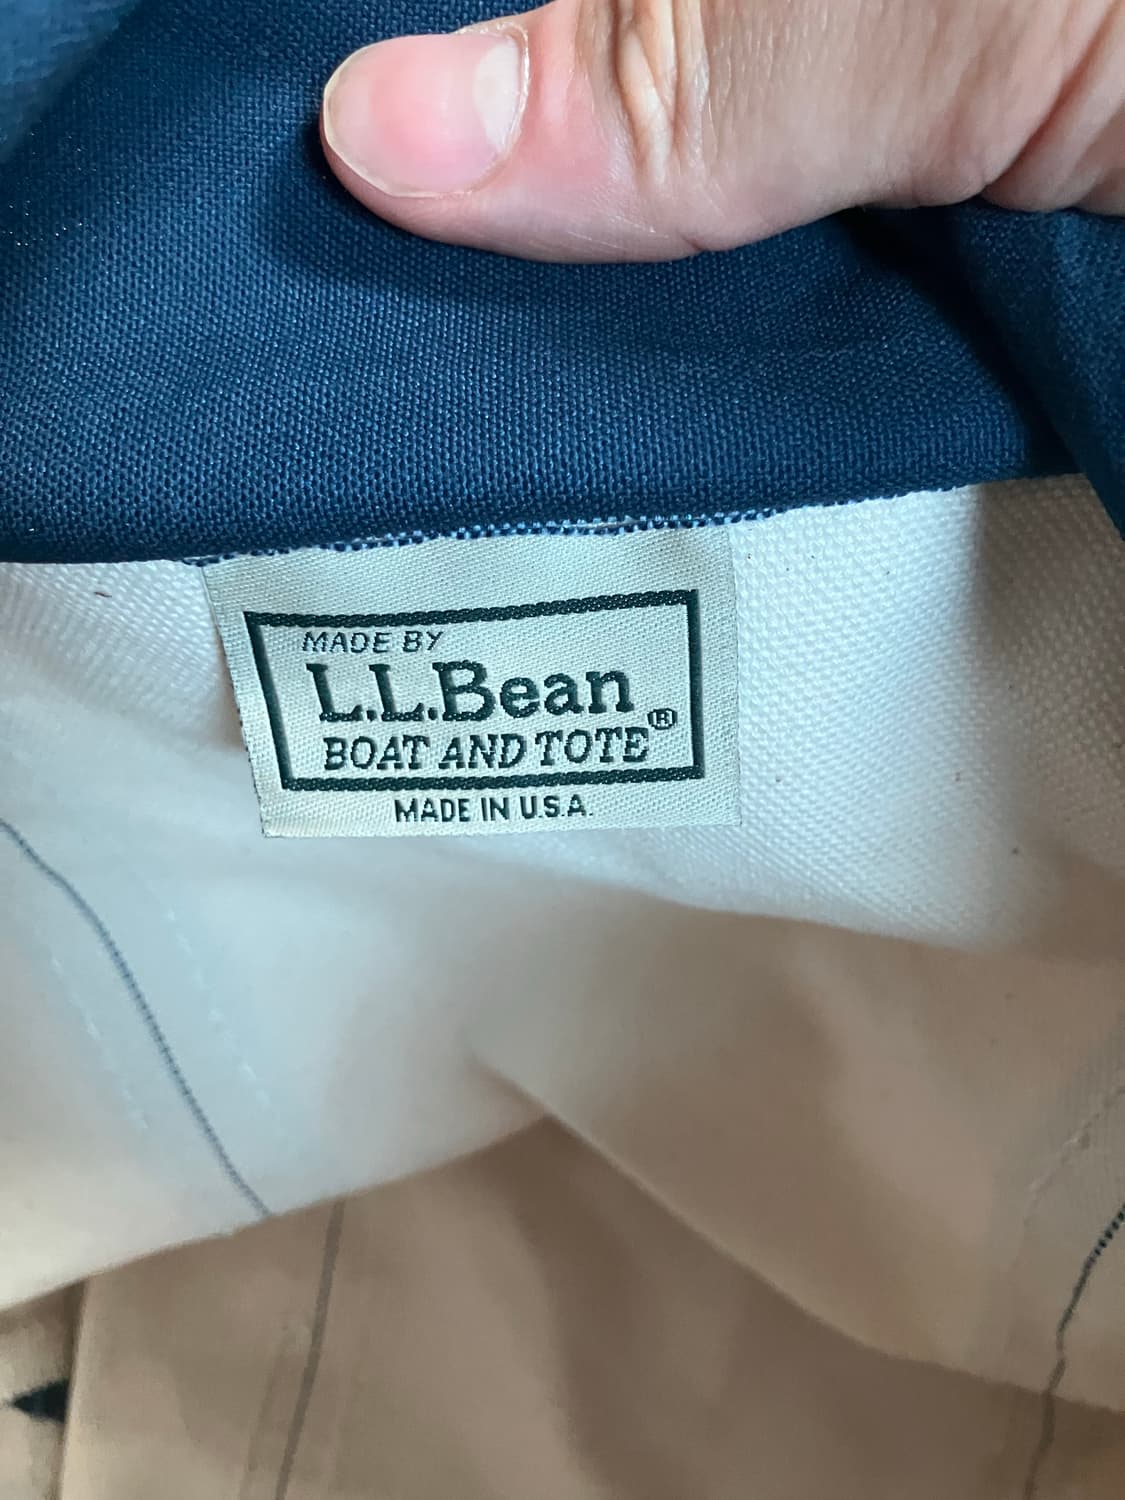 MADE BY
L.L.Bean
BOAT AND TOTE®
MADE IN U.S.A.